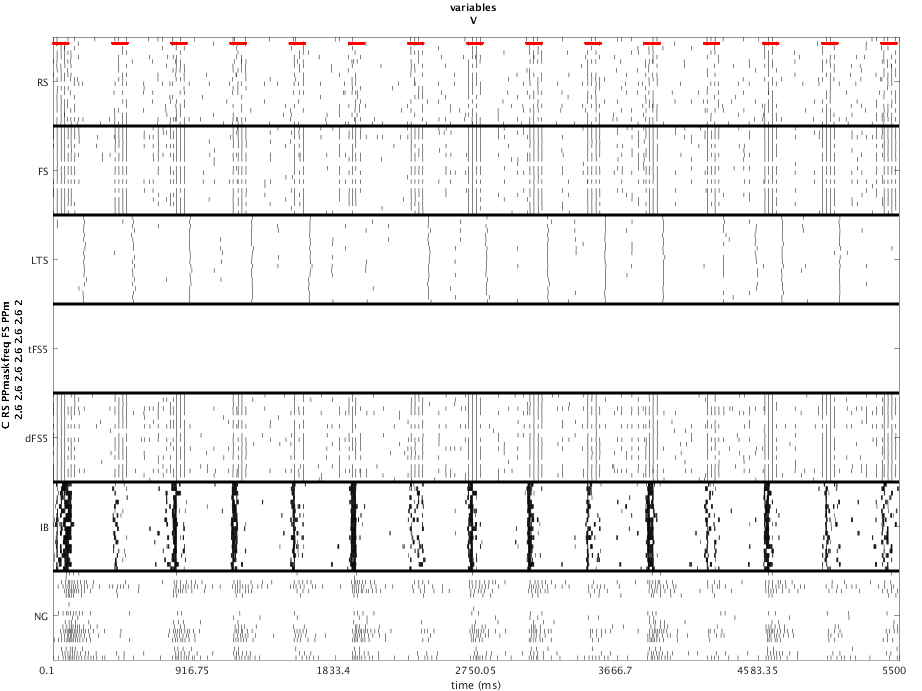 variables
V
RS
FS
LTS
tFS5
dFS5
IB
NG
C RS PPmaskfreq FS PPm
2.6 2.6 2.6 2.6 2.6 2.6 2
0.1 916.75 1833.4 2750.05 3666.7 4583.35 5500
time (ms)